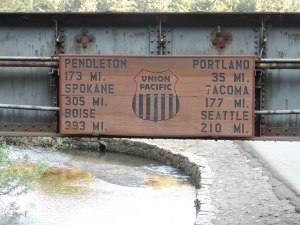 PENDLETON
173 MI.
SPOKANE
305 MI.
BOISE
393 MI.
UNION
PACIFIC
PORTLAND
35 MI.
TACOMA
177 MI.
SEATTLE
210 MI.